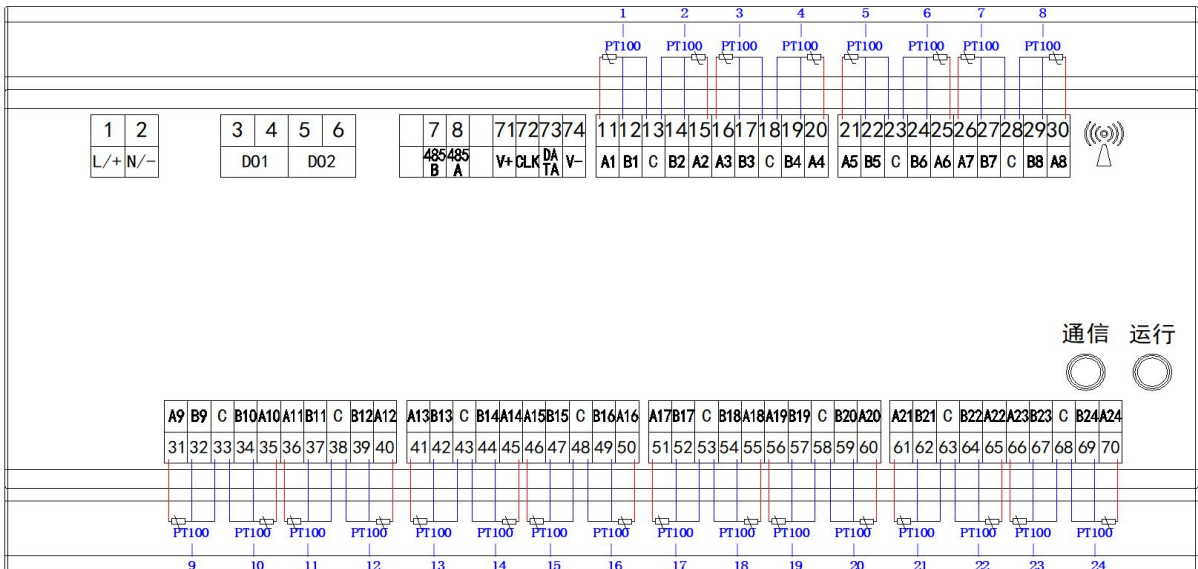 1 2 3 4 5 6 7 8
PT100 PT100 PT100 PT100 PT100 PT100 PT100 PT100
1 2 3 4 5 6 7 8 71 72 73 74 11 12 13 14 15 16 17 18 19 20 21 22 23 24 25 26 27 28 29 30
L/+ N/- D01 D02 485B 485A V+ CLK DATA V- A1 B1 C B2 A2 A3 B3 C B4 A4 A5 B5 C B6 A6 A7 B7 C B8 A8
通信 运行
A9 B9 C B10 A10 A11 B11 C B12 A12 A13 B13 C B14 A14 A15 B15 C B16 A16 A17 B17 C B18 A18 A19 B19 C B20 A20 A21 B21 C B22 A22 A23 B23 C B24 A24
31 32 33 34 35 36 37 38 39 40 41 42 43 44 45 46 47 48 49 50 51 52 53 54 55 56 57 58 59 60 61 62 63 64 65 66 67 68 69 70
PT100 PT100 PT100 PT100 PT100 PT100 PT100 PT100 PT100 PT100 PT100 PT100 PT100 PT100 PT100 PT100
9 10 11 12 13 14 15 16 17 18 19 20 21 22 23 24